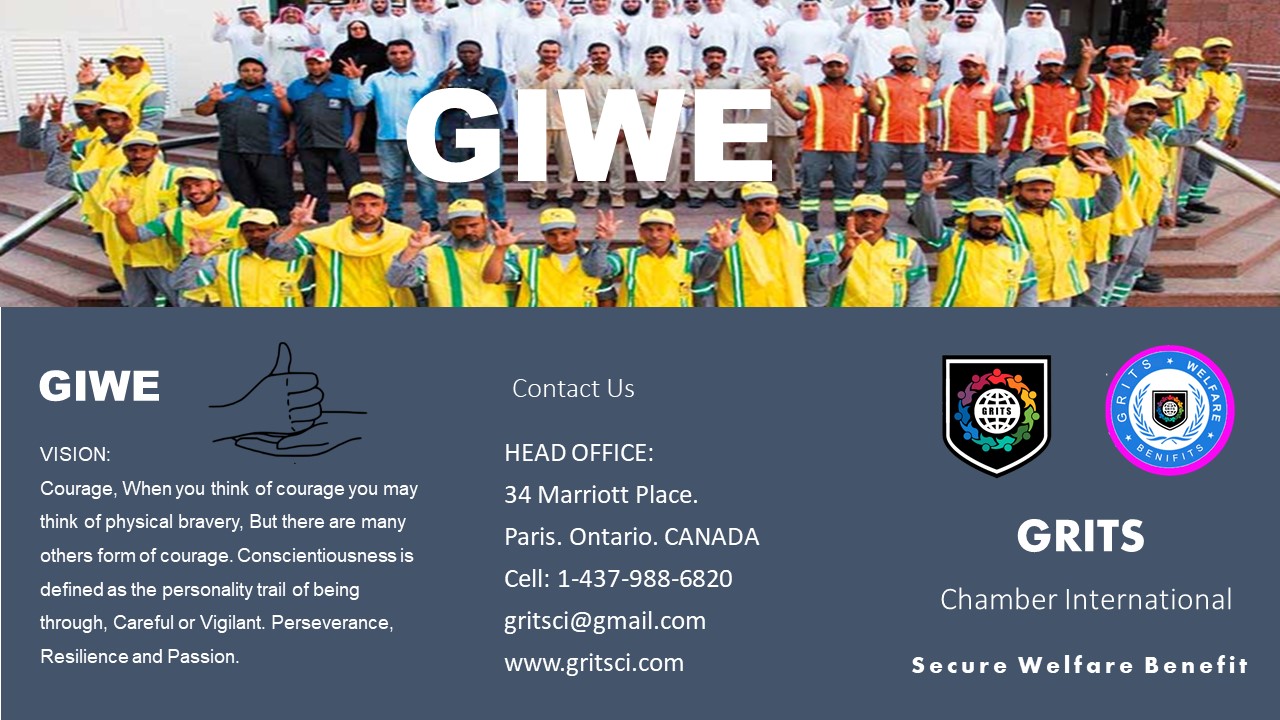 GIWE
GIWE
VISION:
Courage, When you think of courage you may
think of physical bravery, But there are many
others form of courage. Conscientiousness is
defined as the personality trail of being
through, Careful or Vigilant. Perseverance,
Resilience and Passion.
Contact Us
HEAD OFFICE:
34 Marriott Place.
Paris. Ontario. CANADA
Cell: 1-437-988-6820
gritsci@gmail.com
www.gritsci.com
GRITS
GRITS ★ WELFARE
★ BENIFITS ★
GRITS
Chamber International
Secure Welfare Benefit